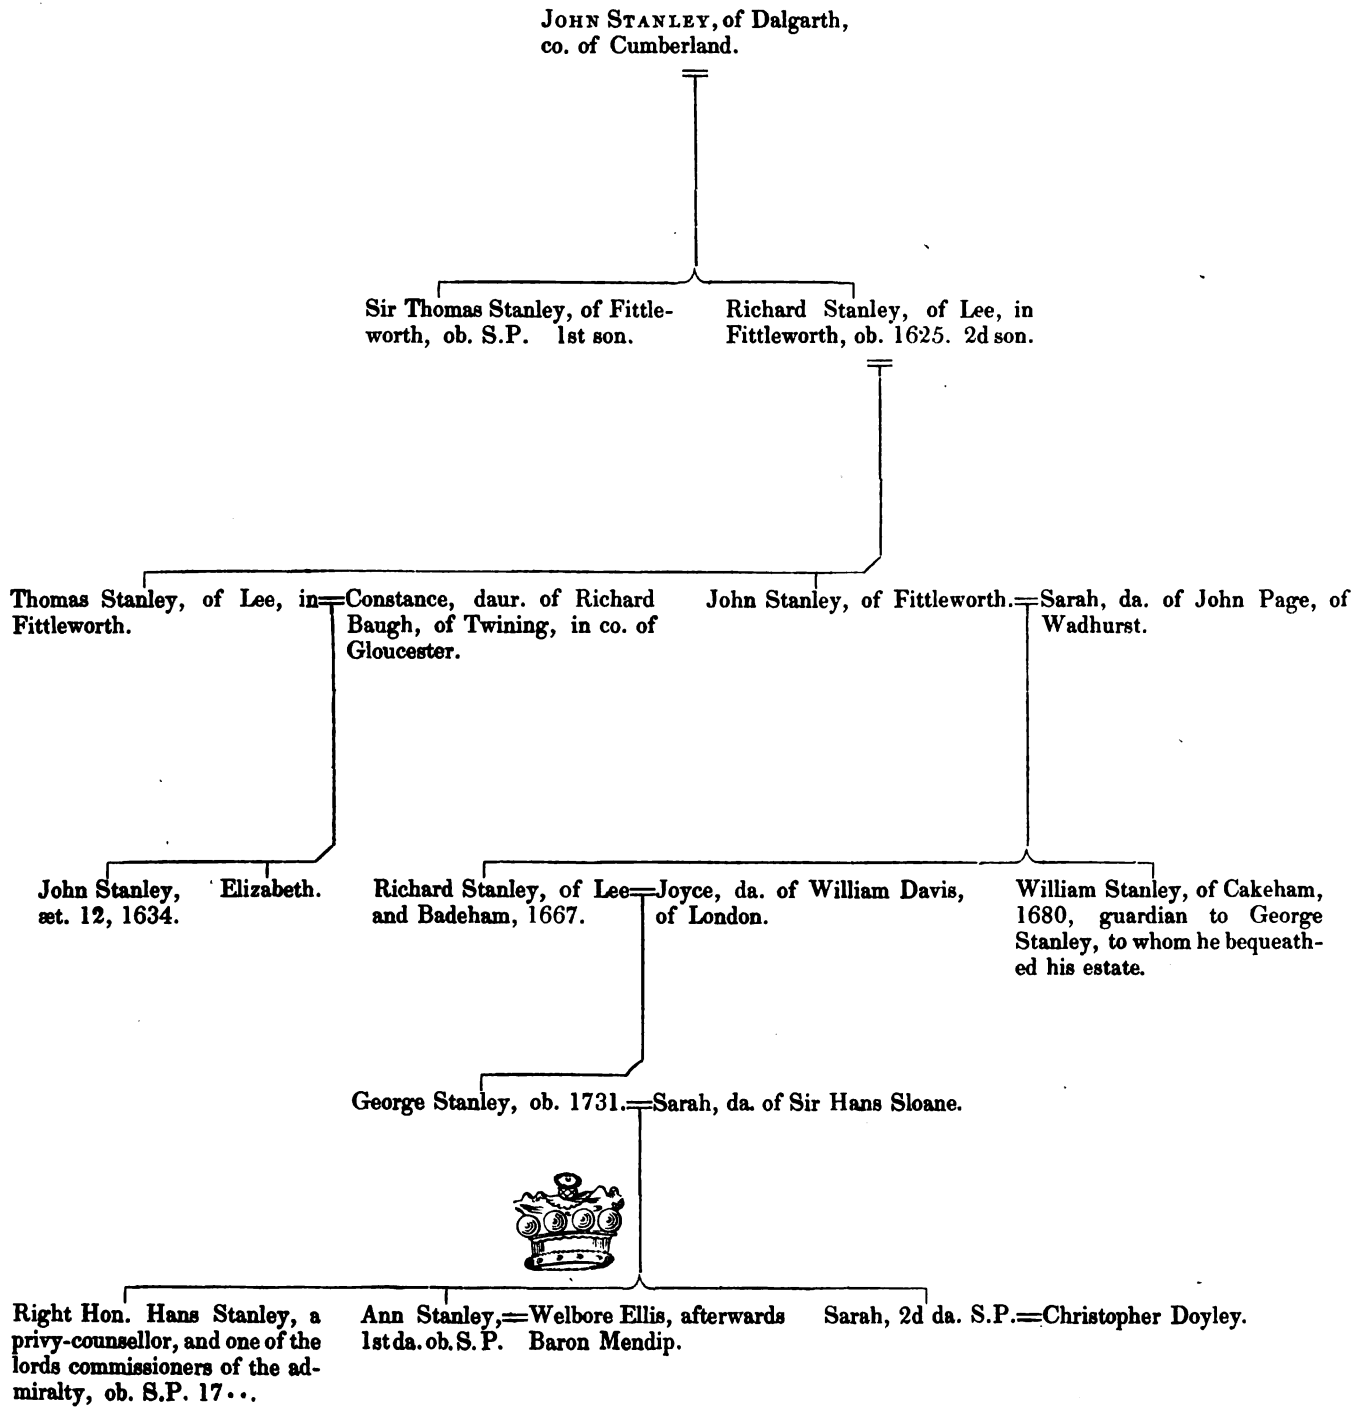 JOHN STANLEY, of Dalgarth,
co. of Cumberland.
Sir Thomas Stanley, of Fittle-
worth, ob. S.P. 1st son.
Richard Stanley, of Lee, in
Fittleworth, ob. 1625. 2d son.
Thomas Stanley, of Lee, in
Fittleworth.
Constance, daur. of Richard
Baugh, of Twining, in co. of
Gloucester.
John Stanley, of Fittleworth.
Sarah, da. of John Page, of
Wadhurst.
John Stanley,
æt. 12, 1634.
Elizabeth.
Richard Stanley, of Lee
and Badeham, 1667.
Joyce, da. of William Davis,
of London.
William Stanley, of Cakeham,
1680, guardian to George
Stanley, to whom he bequeath-
ed his estate.
George Stanley, ob. 1731.
Sarah, da. of Sir Hans Sloane.
Right Hon. Hans Stanley, a
privy-counsellor, and one of the
lords commissioners of the ad-
miralty, ob. S.P. 17...
Ann Stanley,
1st da. ob. S. P.
Welbore Ellis, afterwards
Baron Mendip.
Sarah, 2d da. S.P.
Christopher Doyley.